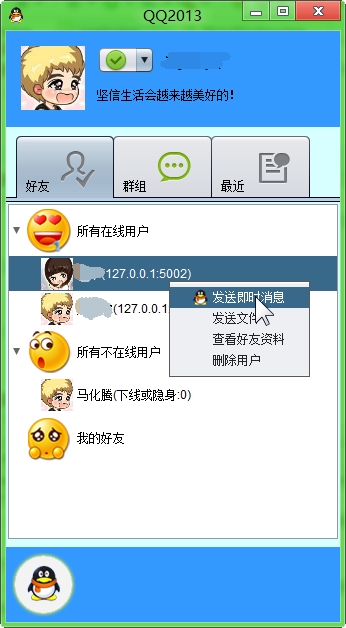 QQ2013
坚信生活会越来越美好的!
好友
群组
最近
所有在线用户
(127.0.0.1:5002)
发送即时消息
(127.0.0.1
发送文件
查看好友资料
所有不在线用户
删除用户
马化腾(下线或隐身:0)
我的好友